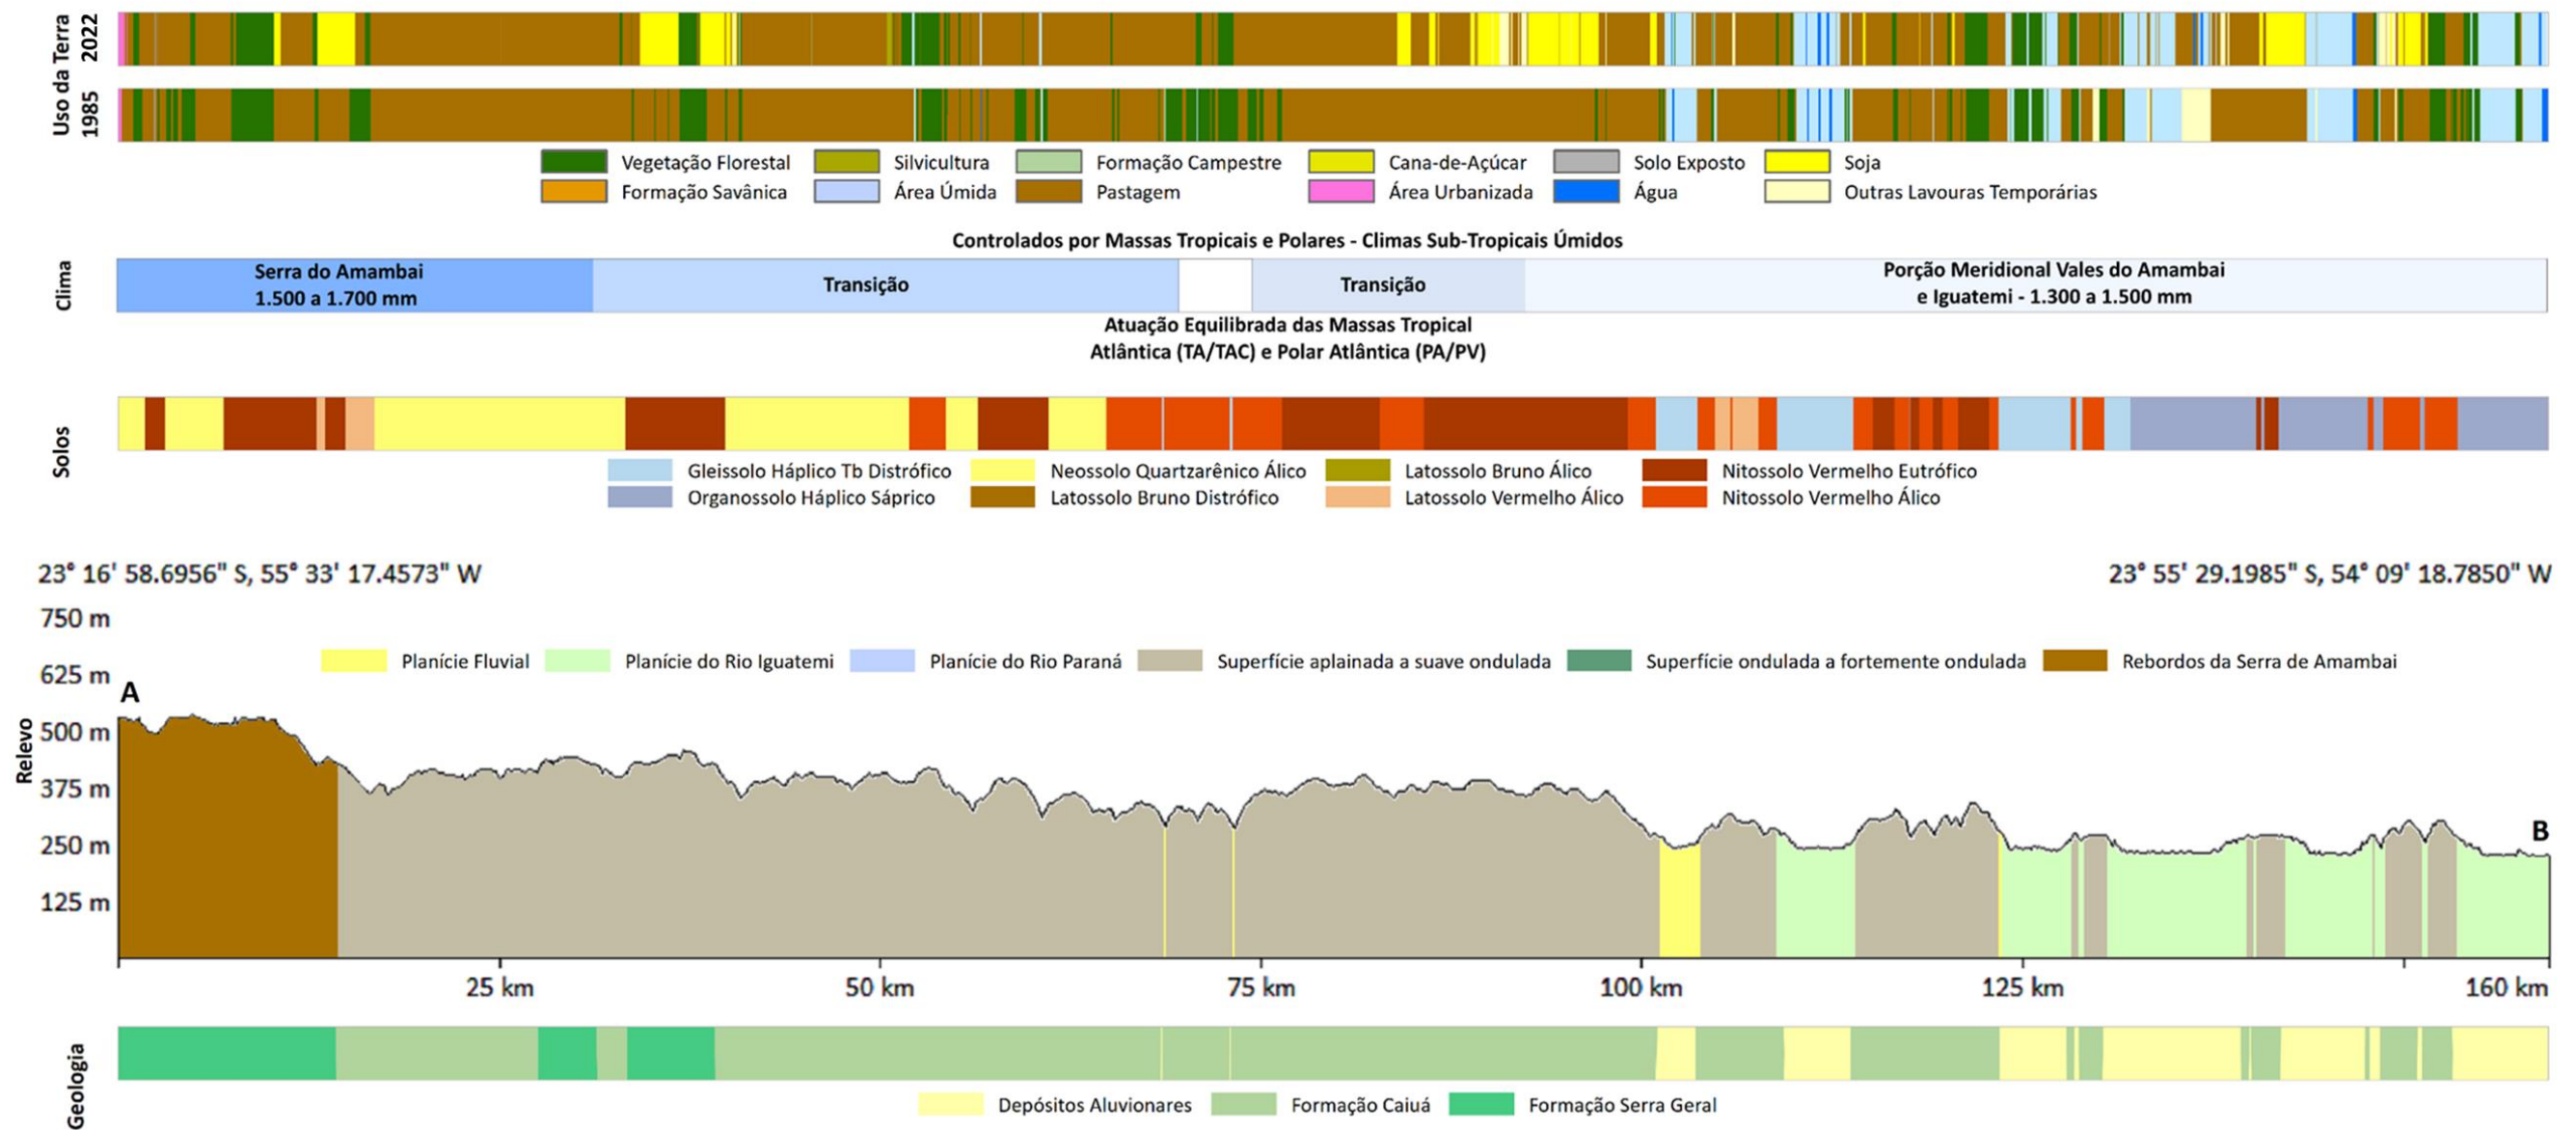 Uso da Terra
2022
1985
Vegetação Florestal Silvicultura Formação Campestre Cana-de-Açúcar Solo Exposto Soja
Formação Savânica Área Úmida Pastagem Área Urbanizada Água Outras Lavouras Temporárias
Controlados por Massas Tropicais e Polares - Climas Sub-Tropicais Úmidos
Clima
Serra do Amambai
1.500 a 1.700 mm
Transição
Transição
Porção Meridional Vales do Amambai
e Iguatemi - 1.300 a 1.500 mm
Atuação Equilibrada das Massas Tropical
Atlântica (TA/TAC) e Polar Atlântica (PA/PV)
Solos
Gleissolo Háplico Tb Distrófico Neossolo Quartzarênico Álico Latossolo Bruno Álico Nitossolo Vermelho Eutrófico
Organossolo Háplico Sáprico Latossolo Bruno Distrófico Latossolo Vermelho Álico Nitossolo Vermelho Álico
23° 16' 58.6956" S, 55° 33' 17.4573" W
23° 55' 29.1985" S, 54° 09' 18.7850" W
750 m
Planície Fluvial Planície do Rio Iguatemi Planície do Rio Paraná Superfície aplainada a suave ondulada Superfície ondulada a fortemente ondulada Rebordos da Serra de Amambai
625 m
A
Relevo
500 m
375 m
250 m
B
125 m
25 km 50 km 75 km 100 km 125 km 160 km
Geologia
Depósitos Aluvionares Formação Caiuá Formação Serra Geral